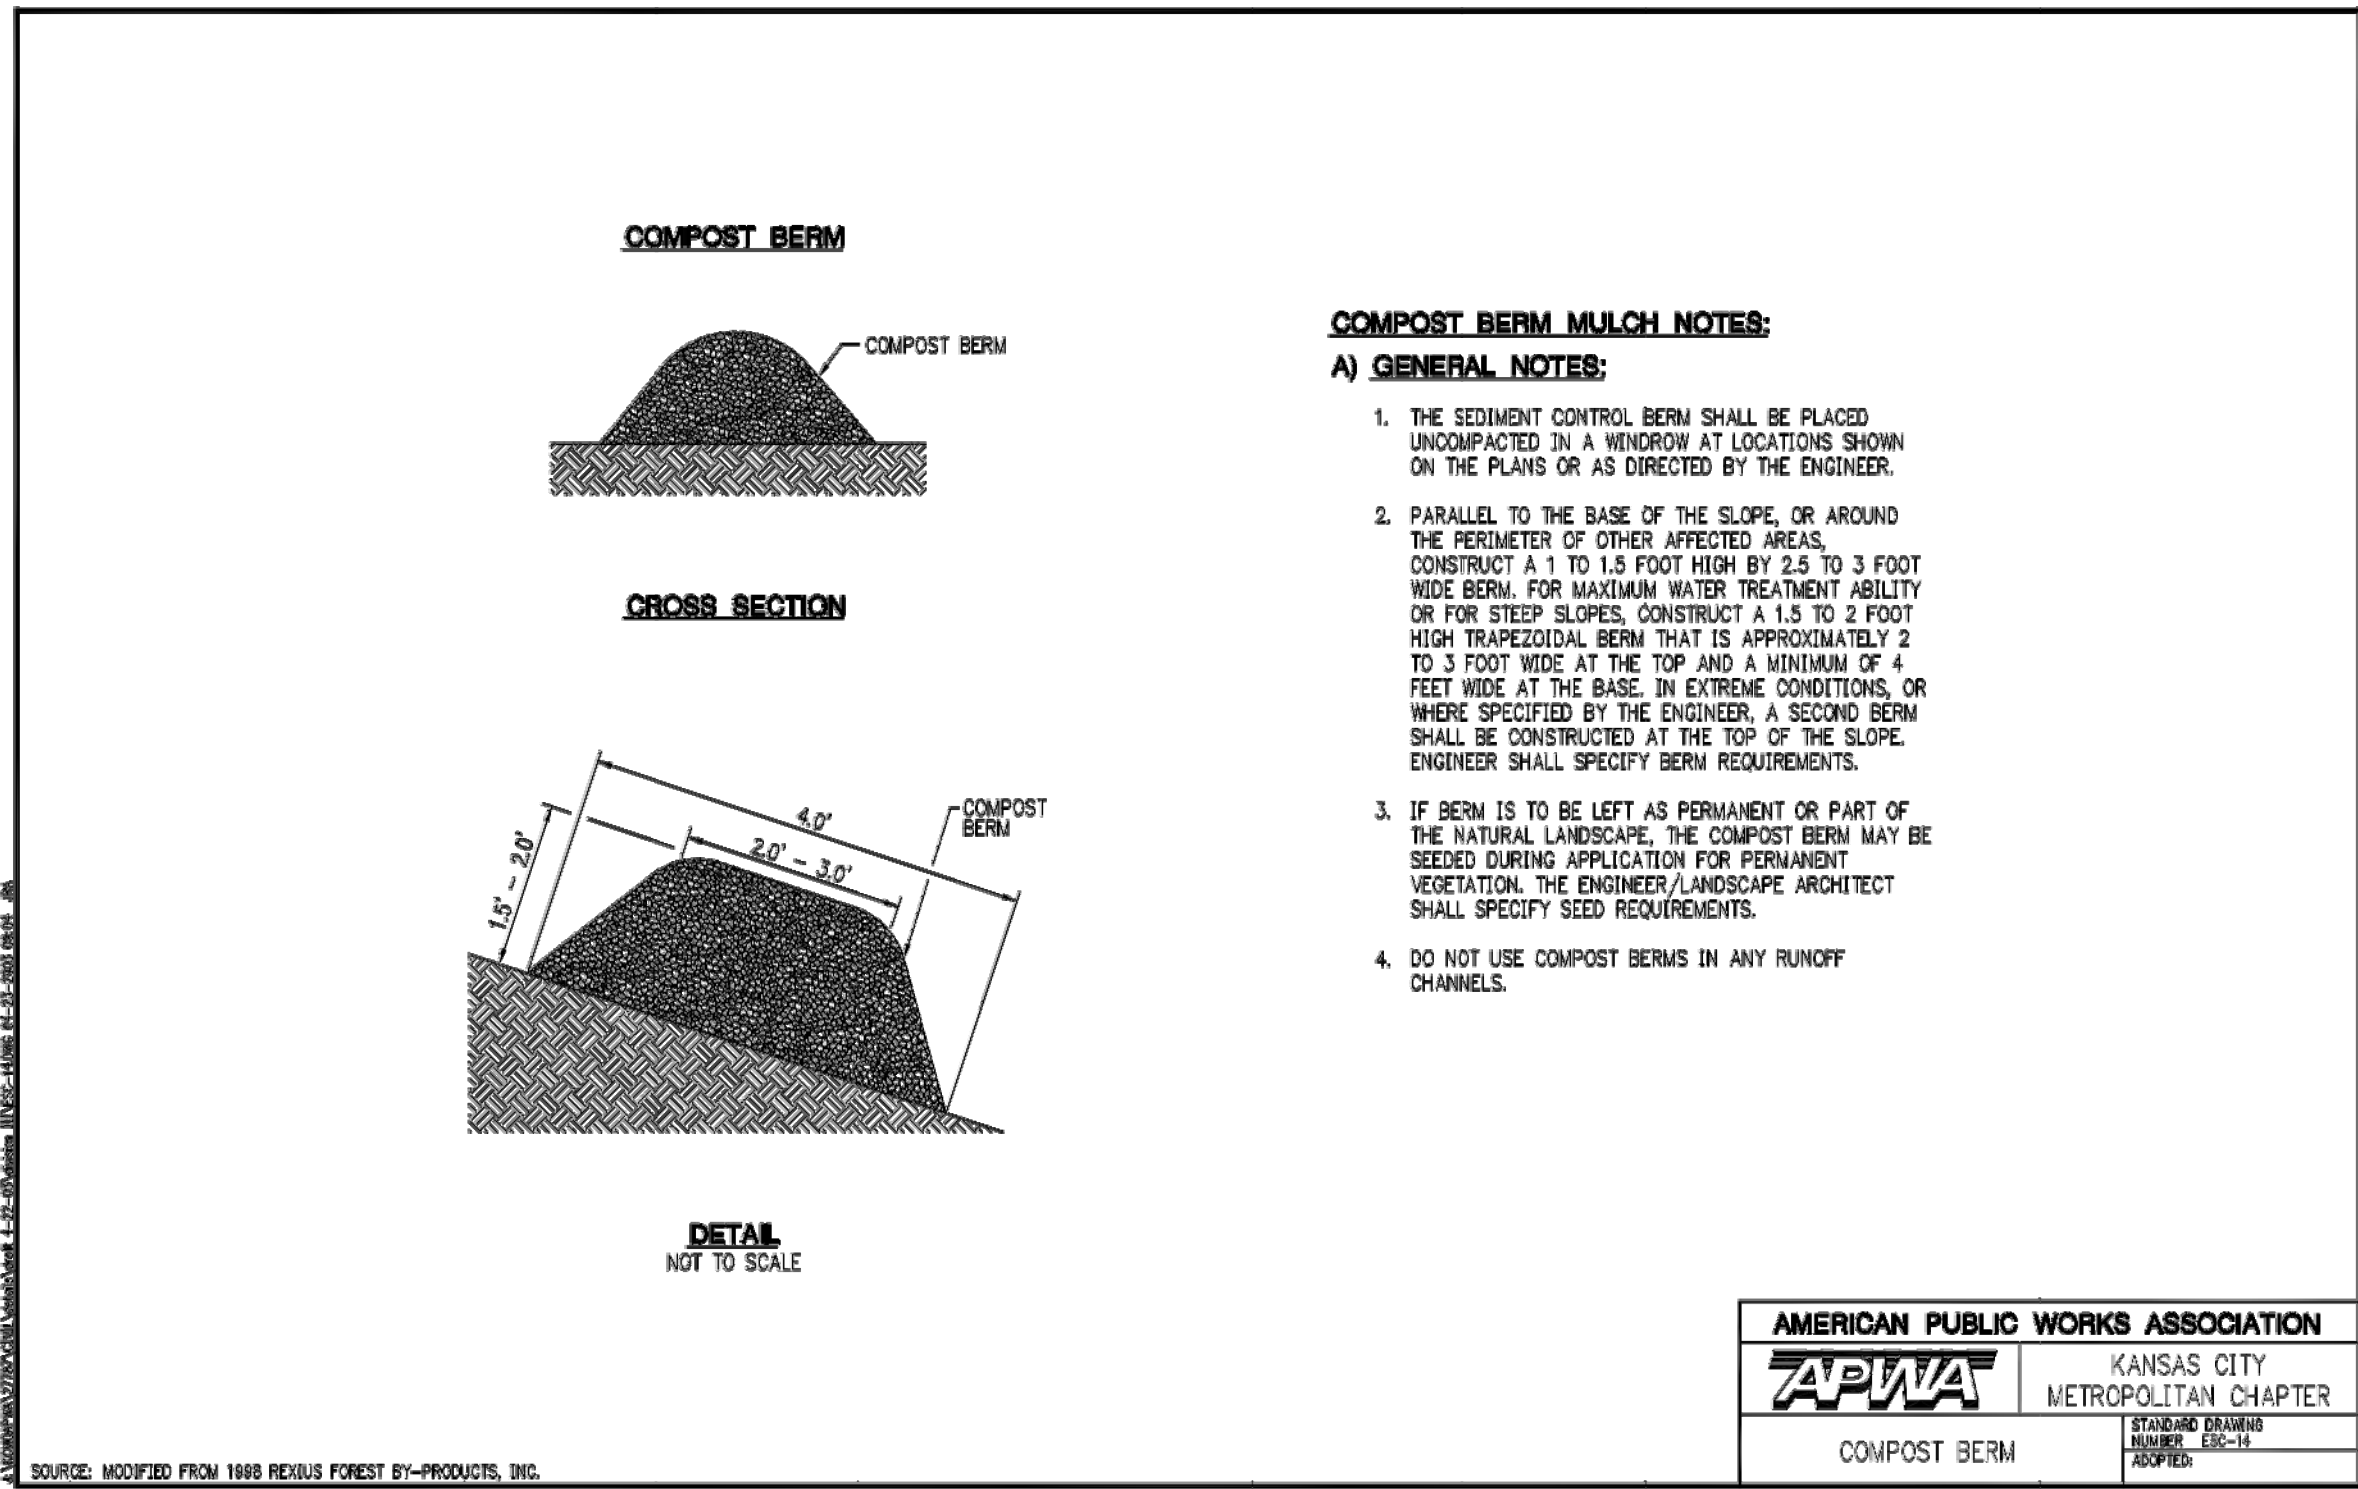 COMPOST BERM
COMPOST BERM
CROSS SECTION
4.0'
2.0' - 3.0'
1.5' - 2.0'
COMPOST
BERM
DETAIL
NOT TO SCALE
COMPOST BERM MULCH NOTES:
A) GENERAL NOTES:
1. THE SEDIMENT CONTROL BERM SHALL BE PLACED
UNCOMPACTED IN A WINDROW AT LOCATIONS SHOWN
ON THE PLANS OR AS DIRECTED BY THE ENGINEER.
2. PARALLEL TO THE BASE OF THE SLOPE, OR AROUND
THE PERIMETER OF OTHER AFFECTED AREAS,
CONSTRUCT A 1 TO 1.5 FOOT HIGH BY 2.5 TO 3 FOOT
WIDE BERM. FOR MAXIMUM WATER TREATMENT ABILITY
OR FOR STEEP SLOPES, CONSTRUCT A 1.5 TO 2 FOOT
HIGH TRAPEZOIDAL BERM THAT IS APPROXIMATELY 2
TO 3 FOOT WIDE AT THE TOP AND A MINIMUM OF 4
FEET WIDE AT THE BASE. IN EXTREME CONDITIONS, OR
WHERE SPECIFIED BY THE ENGINEER, A SECOND BERM
SHALL BE CONSTRUCTED AT THE TOP OF THE SLOPE.
ENGINEER SHALL SPECIFY BERM REQUIREMENTS.
3. IF BERM IS TO BE LEFT AS PERMANENT OR PART OF
THE NATURAL LANDSCAPE, THE COMPOST BERM MAY BE
SEEDED DURING APPLICATION FOR PERMANENT
VEGETATION. THE ENGINEER/LANDSCAPE ARCHITECT
SHALL SPECIFY SEED REQUIREMENTS.
4. DO NOT USE COMPOST BERMS IN ANY RUNOFF
CHANNELS.
AMERICAN PUBLIC WORKS ASSOCIATION
APWA
KANSAS CITY
METROPOLITAN CHAPTER
COMPOST BERM
STANDARD DRAWING
NUMBER ESC-14
ADOPTED:
SOURCE: MODIFIED FROM 1998 REXIUS FOREST BY-PRODUCTS, INC.